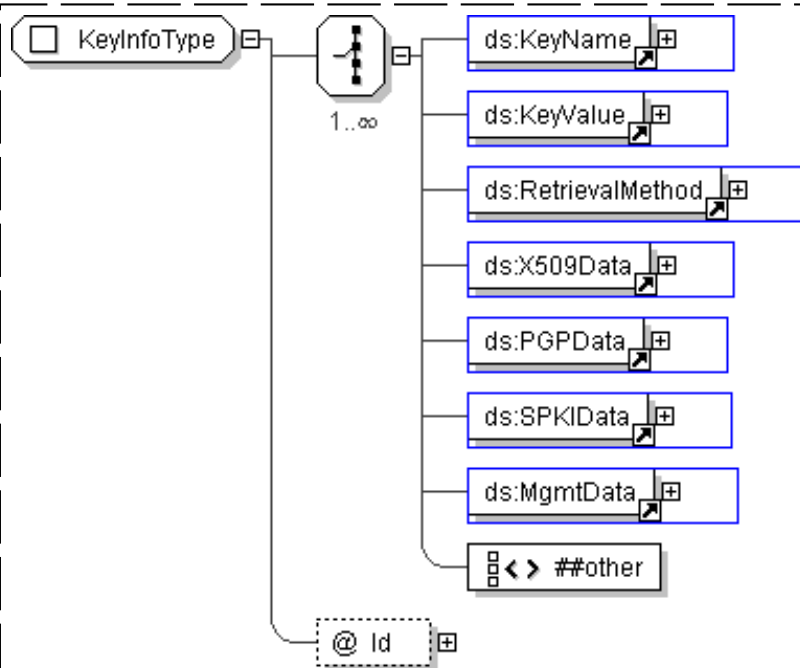 KeyInfoType
1..∞
ds:KeyName
ds:KeyValue
ds:RetrievalMethod
ds:X509Data
ds:PGPData
ds:SPKIData
ds:MgmtData
##other
@ Id